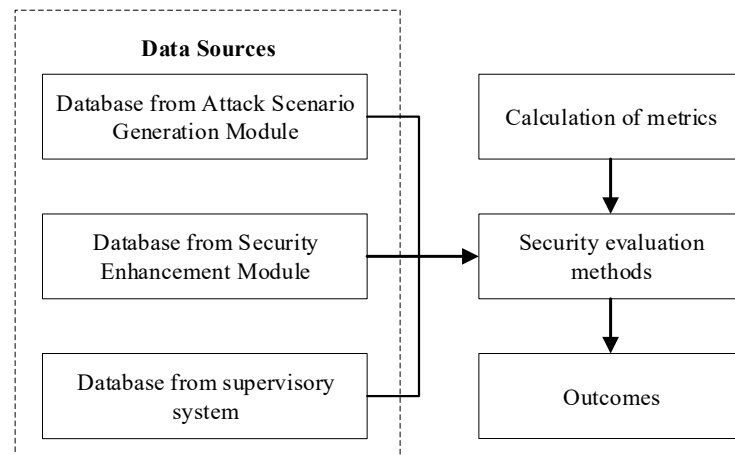 Data Sources
Database from Attack Scenario
Generation Module
Database from Security
Enhancement Module
Database from supervisory
system
Calculation of metrics
Security evaluation
methods
Outcomes